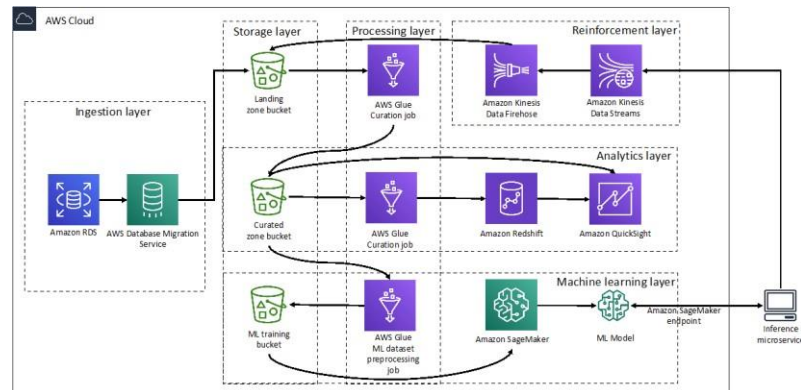 AWS Cloud
Storage layer
Processing layer
Reinforcement layer
Landing
zone bucket
AWS Glue
Curation job
Amazon Kinesis
Data Firehose
Amazon Kinesis
Data Streams
Ingestion layer
Amazon RDS
AWS Database Migration
Service
Analytics layer
Curated
zone bucket
AWS Glue
Curation job
Amazon Redshift
Amazon QuickSight
Machine learning layer
ML training
bucket
AWS Glue
ML dataset
preprocessing
job
Amazon SageMaker
ML Model
Amazon SageMaker
endpoint
Inference
microservice